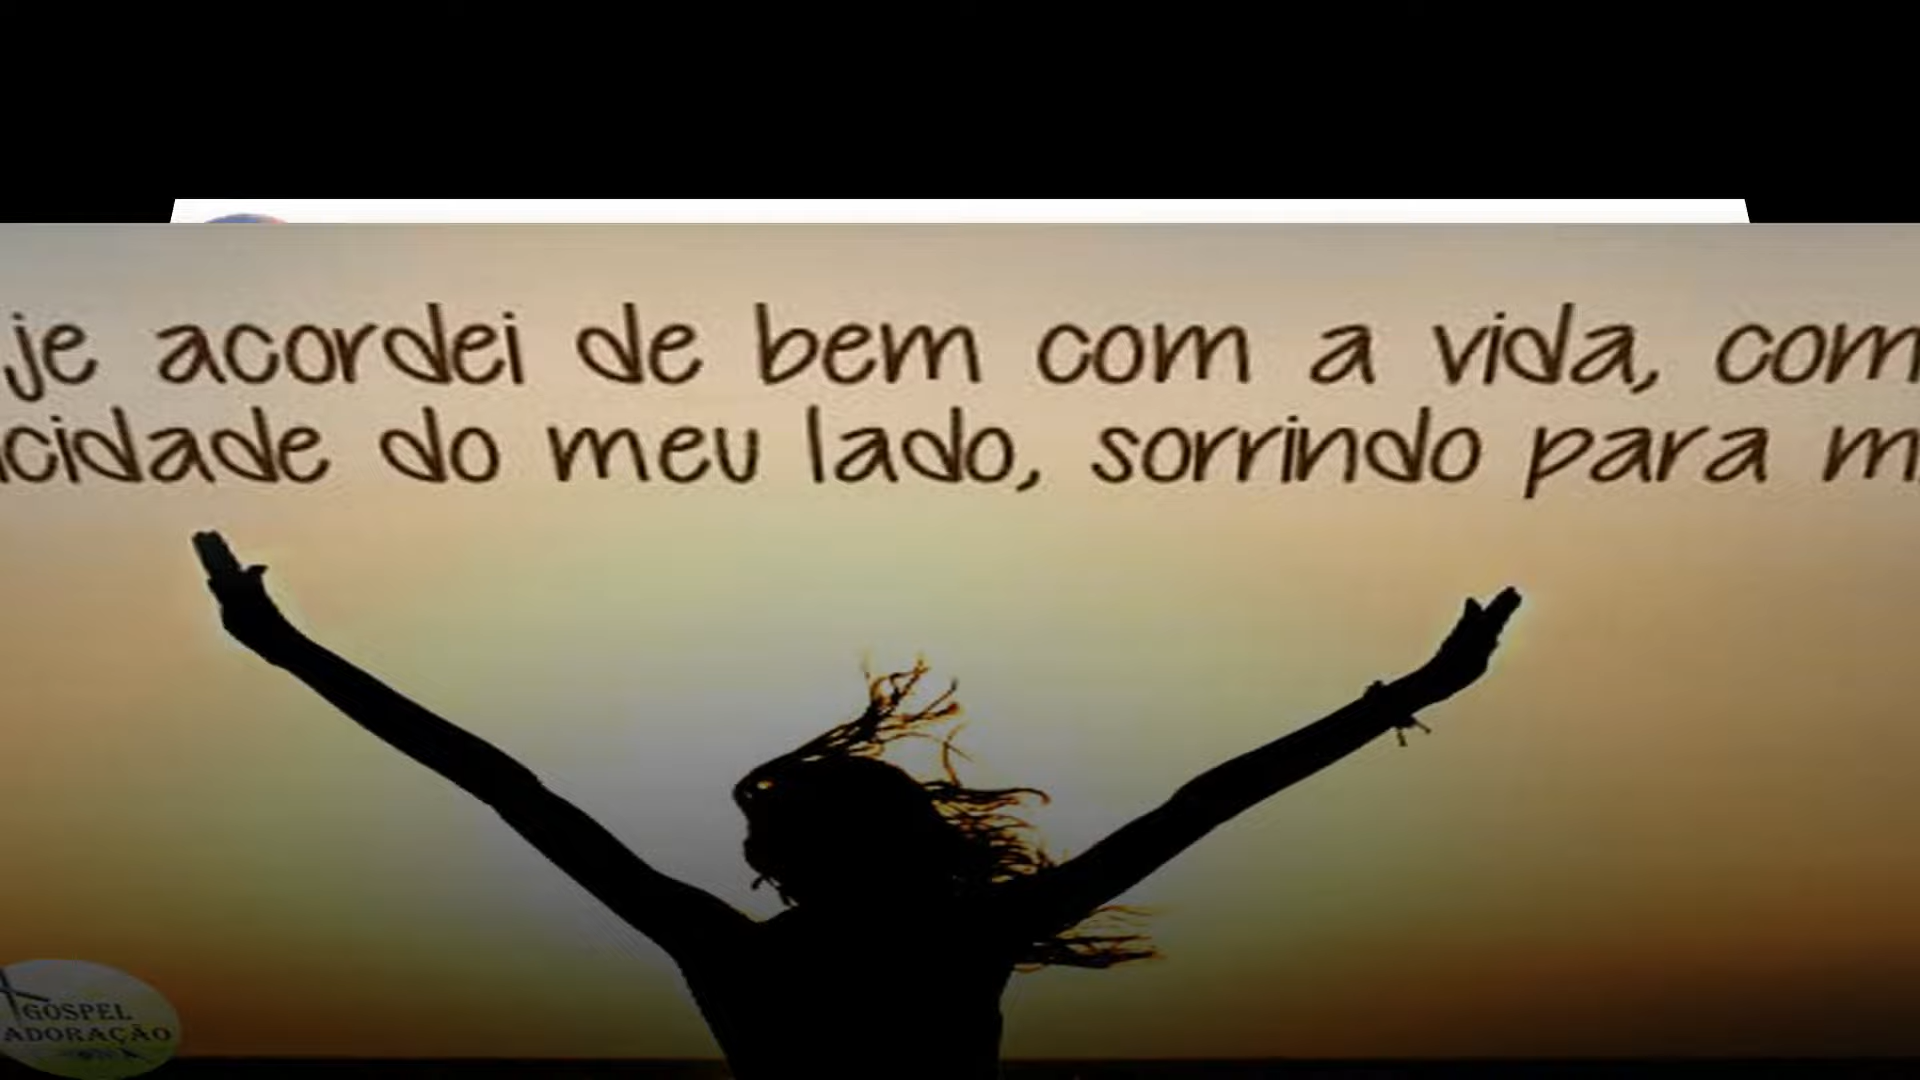 je acordei de bem com a vida, com
cidade do meu lado, sorrindo para m
GOSPEL
ADORAÇÃO